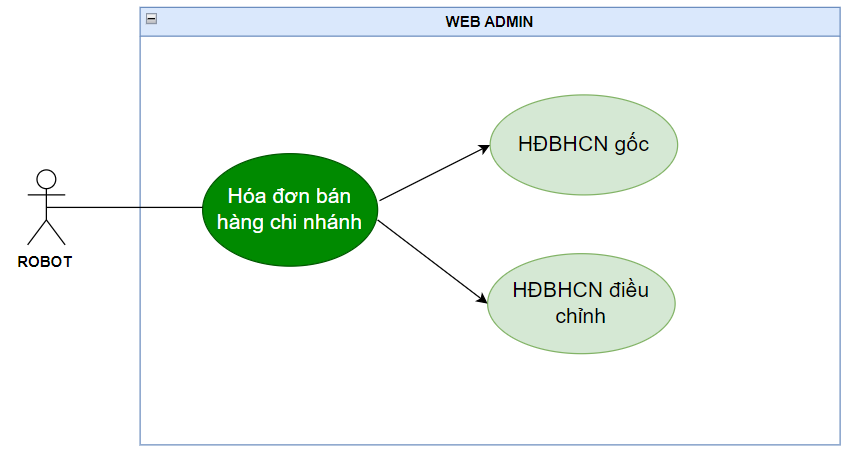 WEB ADMIN
HĐBHCN gốc
Hóa đơn bán
hàng chi nhánh
ROBOT
HĐBHCN điều
chỉnh